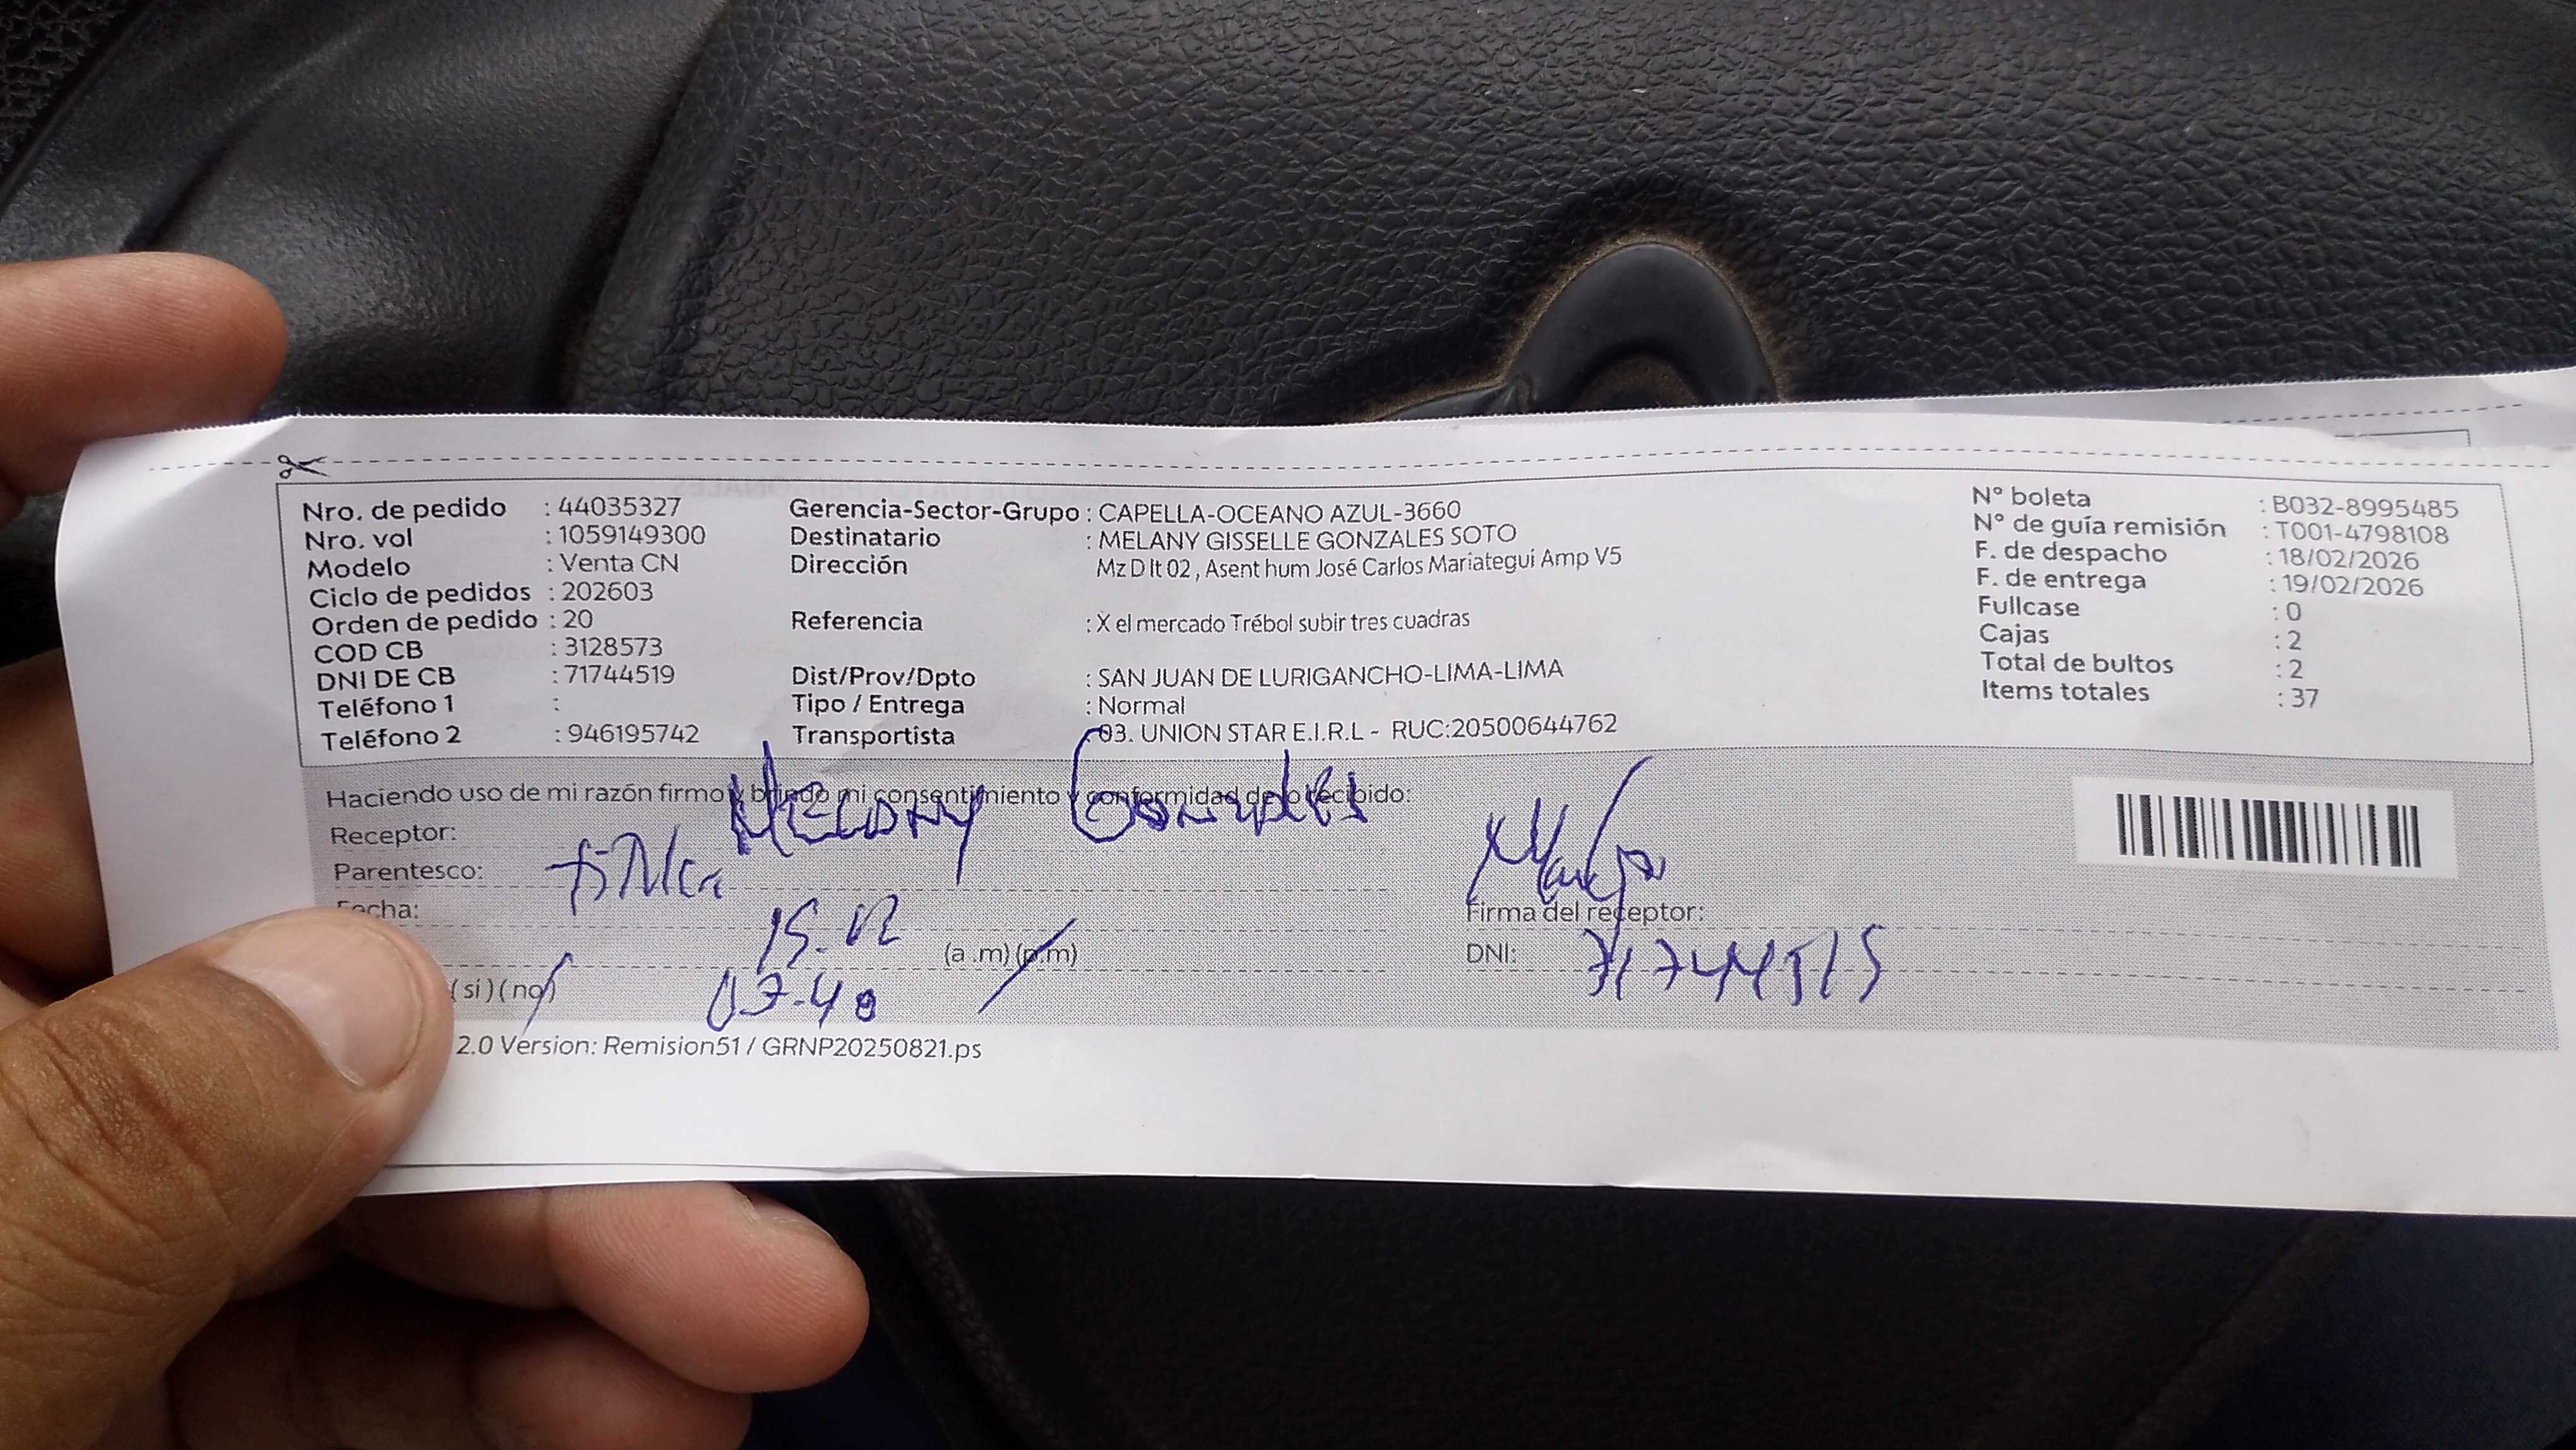 Nro. de pedido : 44035327 Gerencia-Sector-Grupo : CAPELLA-OCEANO AZUL-3660 N° boleta : B032-8995485
Nro. vol : 1059149300 Destinatario : MELANY GISSELLE GONZALES SOTO N° de guía remisión : T001-4798108
Modelo : Venta CN Dirección Mz D lt 02 , Asent hum José Carlos Mariategui Amp V5 F. de despacho : 18/02/2026
Ciclo de pedidos : 202603 F. de entrega : 19/02/2026
Orden de pedido : 20 Referencia : X el mercado Trébol subir tres cuadras Fullcase : 0
COD CB : 3128573 Cajas : 2
DNI DE CB : 71744519 Dist/Prov/Dpto : SAN JUAN DE LURIGANCHO-LIMA-LIMA Total de bultos : 2
Teléfono 1 : Tipo / Entrega : Normal Items totales : 37
Teléfono 2 : 946195742 Transportista : 03. UNION STAR E.I.R.L - RUC:20500644762
Haciendo uso de mi razón firmo y brindo mi consentimiento y conformidad de lo recibido:
Receptor: Melany Gonzales
Parentesco:
Fecha: Firma del receptor:
(a .m) (p.m) DNI:
07-40
( si ) ( no )
2.0 Version: Remision51 / GRNP20250821.ps